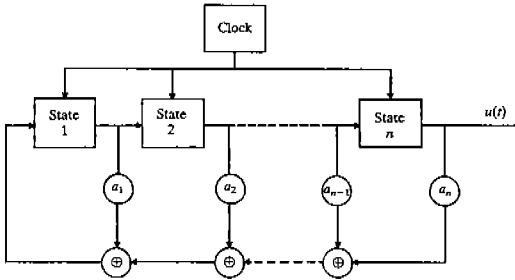 Clock
State
1
State
2
State
n
u(t)
a₁
a₂
aₙ₋₁
aₙ
⊕
⊕
⊕